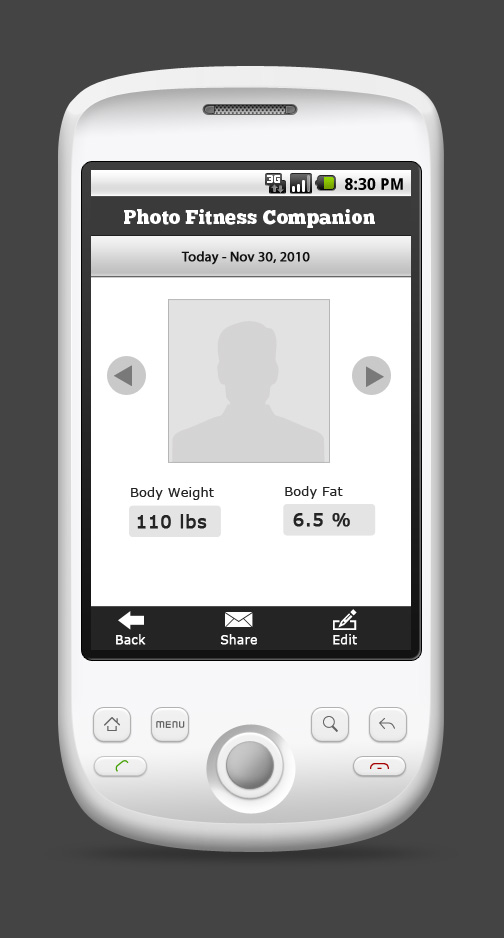 3G
8:30 PM
Photo Fitness Companion
Today - Nov 30, 2010
Body Weight
Body Fat
110 lbs
6.5 %
Back
Share
Edit
MENU